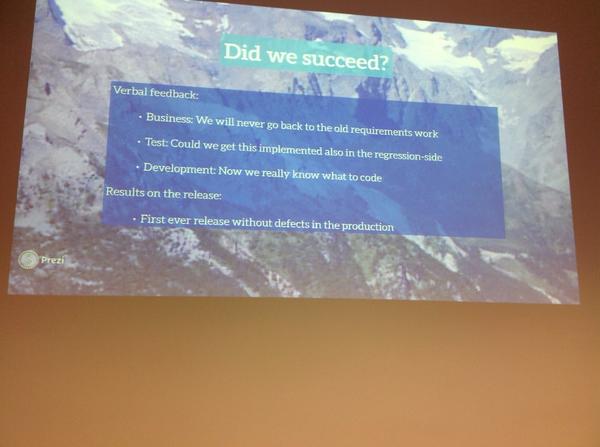 Did we succeed?
Verbal feedback:
• Business: We will never go back to the old requirements work
• Test: Could we get this implemented also in the regression-side
• Development: Now we really know what to code
Results on the release:
• First ever release without defects in the production
Prezi